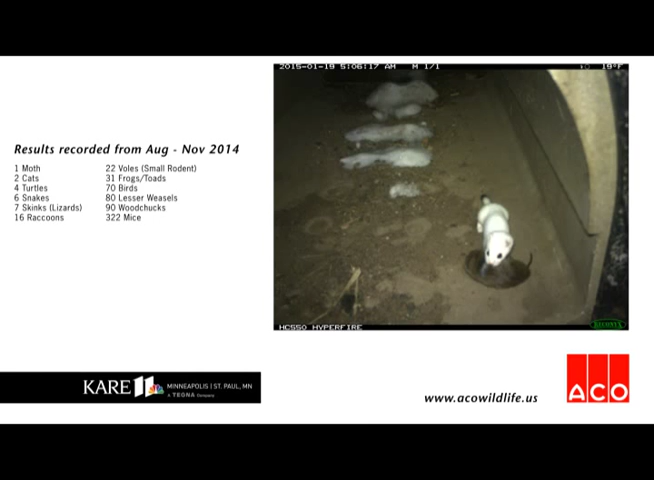 2015-01-19 5:06:17 AM M 1/1 19°F
Results recorded from Aug - Nov 2014
1 Moth
2 Cats
4 Turtles
6 Snakes
7 Skinks (Lizards)
16 Raccoons
22 Voles (Small Rodent)
31 Frogs/Toads
70 Birds
80 Lesser Weasels
90 Woodchucks
322 Mice
HC550 HYPERFIRE
RECONYX
KARE 11
MINNEAPOLIS | ST. PAUL, MN
A TEGNA Company
www.acowildlife.us
ACO